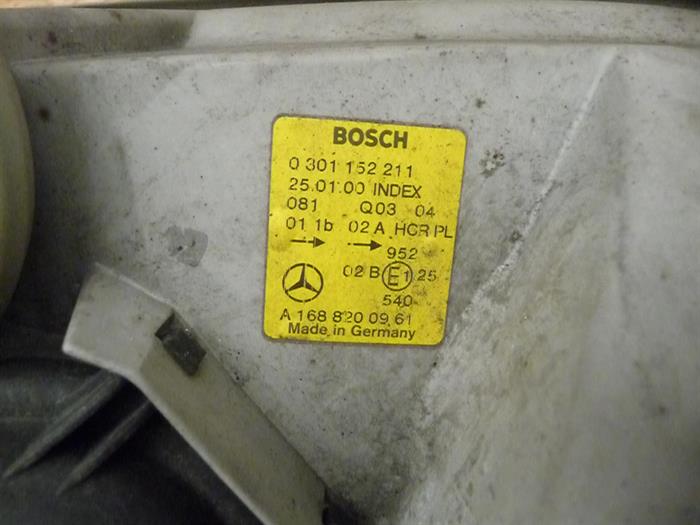 BOSCH
0 301 152 211
25.01.00 INDEX
081 Q03 04
01 1b 02 A HCR PL
952
02 B E1 25
540
A 168 820 09 61
Made in Germany